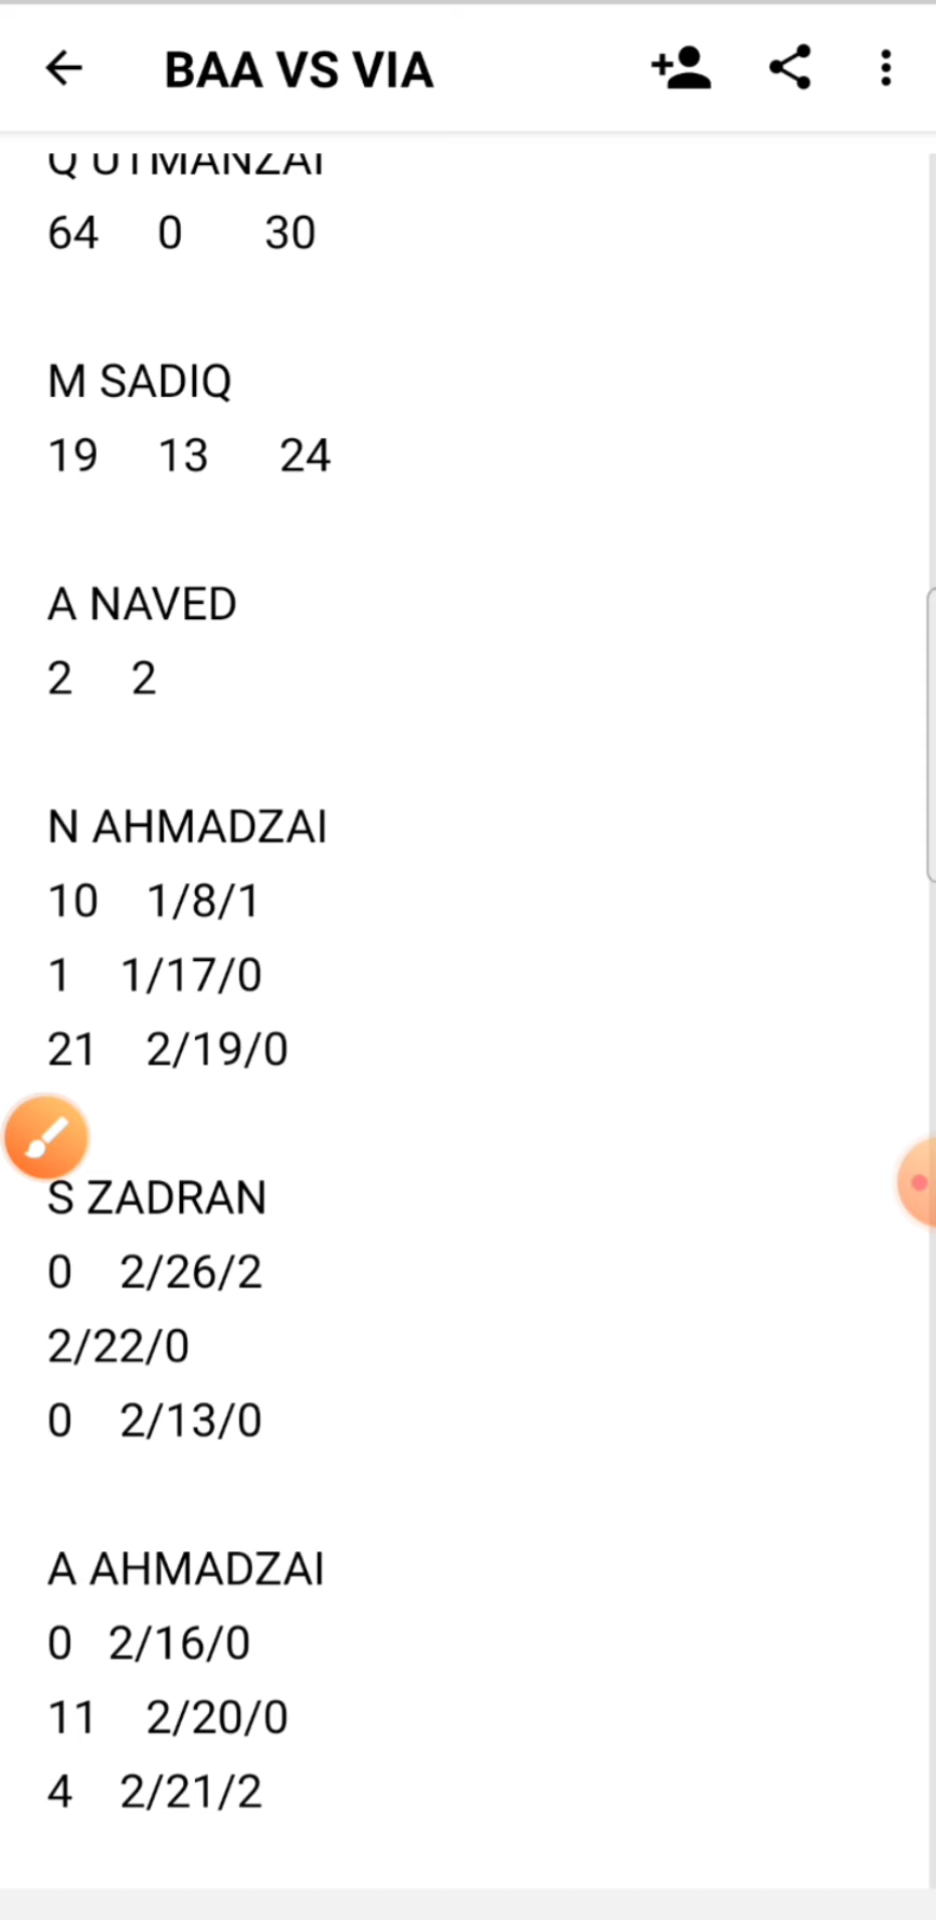 BAA VS VIA
Q UTMANZAI
64 0 30
M SADIQ
19 13 24
A NAVED
2 2
N AHMADZAI
10 1/8/1
1 1/17/0
21 2/19/0
S ZADRAN
0 2/26/2
2/22/0
0 2/13/0
A AHMADZAI
0 2/16/0
11 2/20/0
4 2/21/2